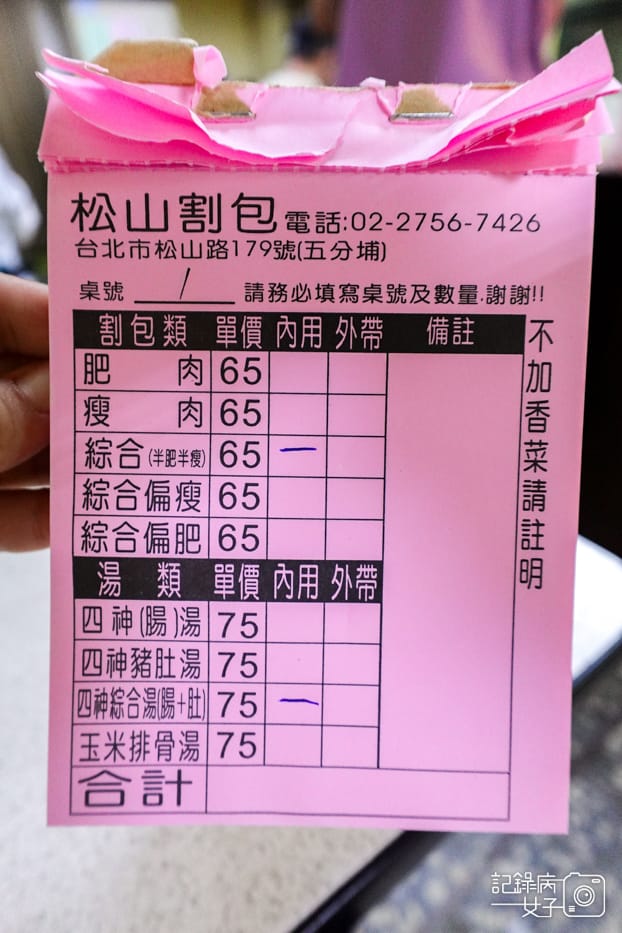 松山割包 電話:02-2756-7426
台北市松山路179號(五分埔)
桌號 / 請務必填寫桌號及數量.謝謝!!
割包類 單價 內用 外帶 備註
肥肉 65
瘦肉 65
綜合(半肥半瘦) 65 一
綜合偏瘦 65
綜合偏肥 65
湯類 單價 內用 外帶
四神(腸)湯 75
四神豬肚湯 75
四神綜合湯(腸+肚) 75 一
玉米排骨湯 75
合計
不加香菜請註明
記錄病
女子